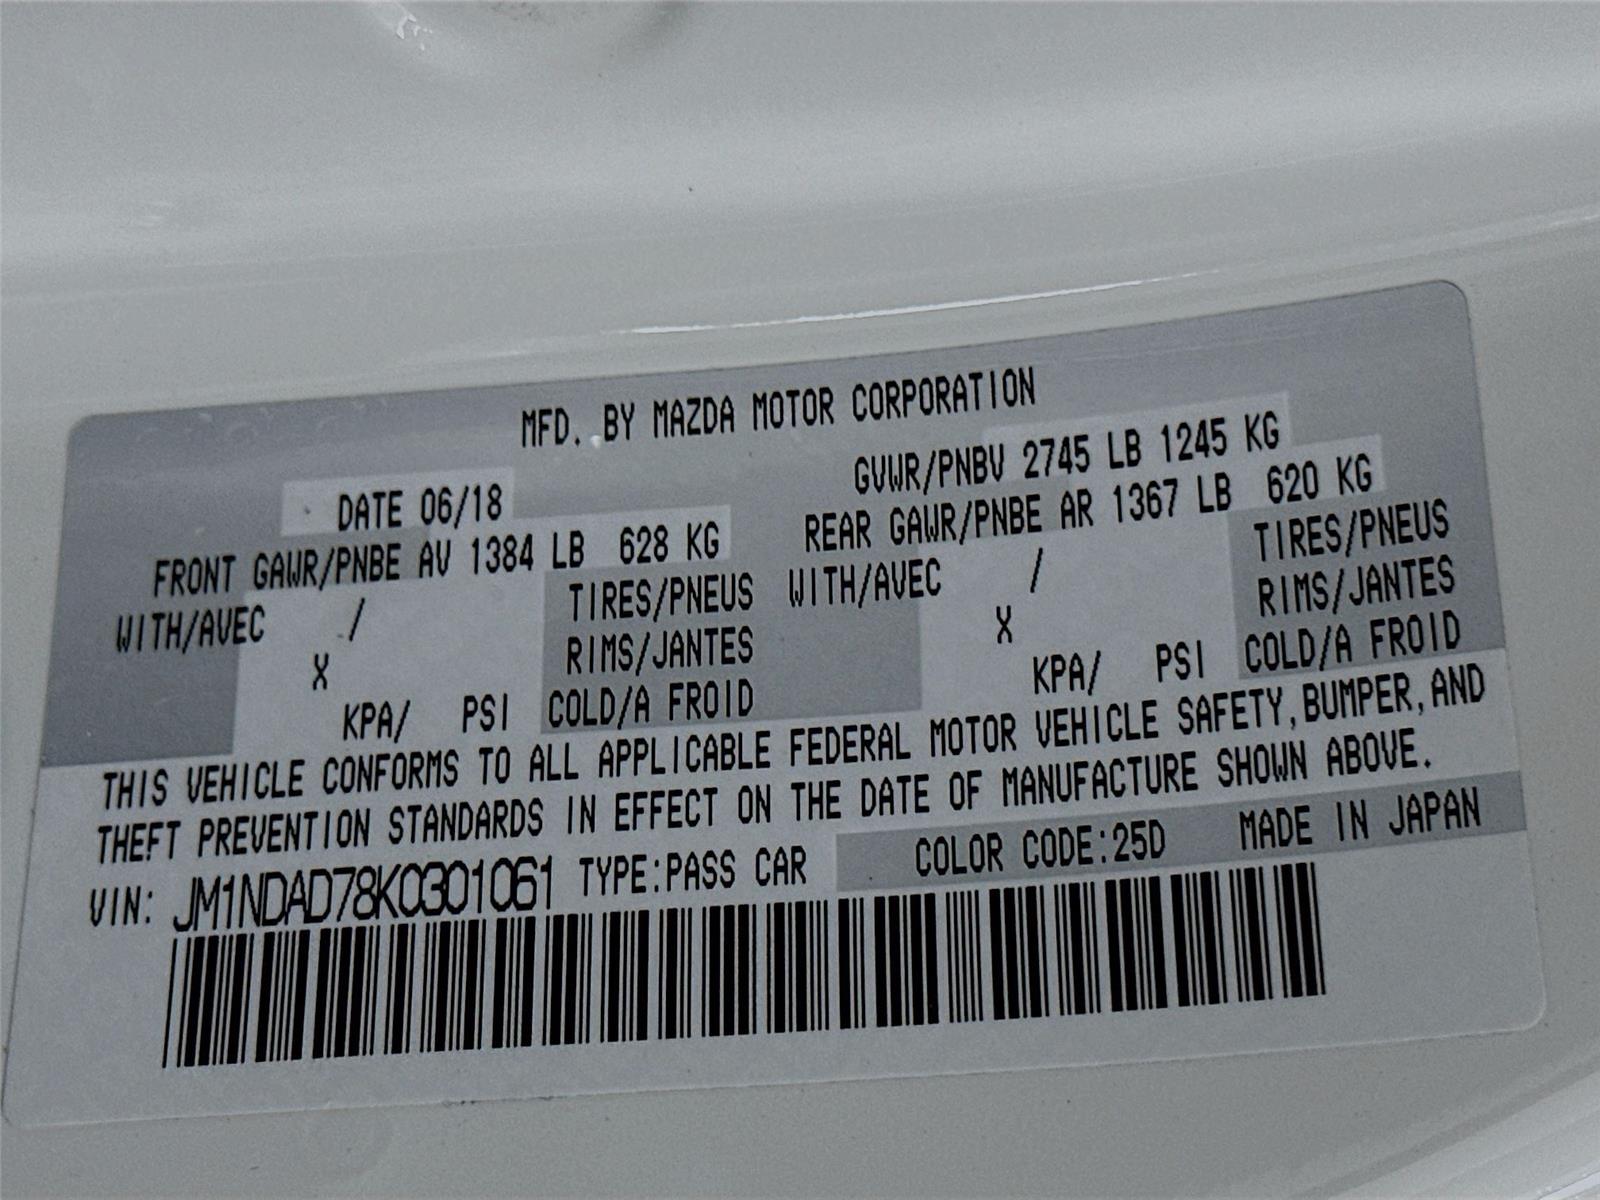 MFD. BY MAZDA MOTOR CORPORATION
DATE 06/18
GVWR/PNBV 2745 LB 1245 KG
FRONT GAWR/PNBE AV 1384 LB 628 KG
REAR GAWR/PNBE AR 1367 LB 620 KG
WITH/AVEC / TIRES/PNEUS
WITH/AVEC / TIRES/PNEUS
X RIMS/JANTES
X RIMS/JANTES
KPA/ PSI COLD/A FROID
KPA/ PSI COLD/A FROID
THIS VEHICLE CONFORMS TO ALL APPLICABLE FEDERAL MOTOR VEHICLE SAFETY, BUMPER, AND
THEFT PREVENTION STANDARDS IN EFFECT ON THE DATE OF MANUFACTURE SHOWN ABOVE.
VIN: JM1NDAD78K0301061 TYPE:PASS CAR COLOR CODE:25D MADE IN JAPAN